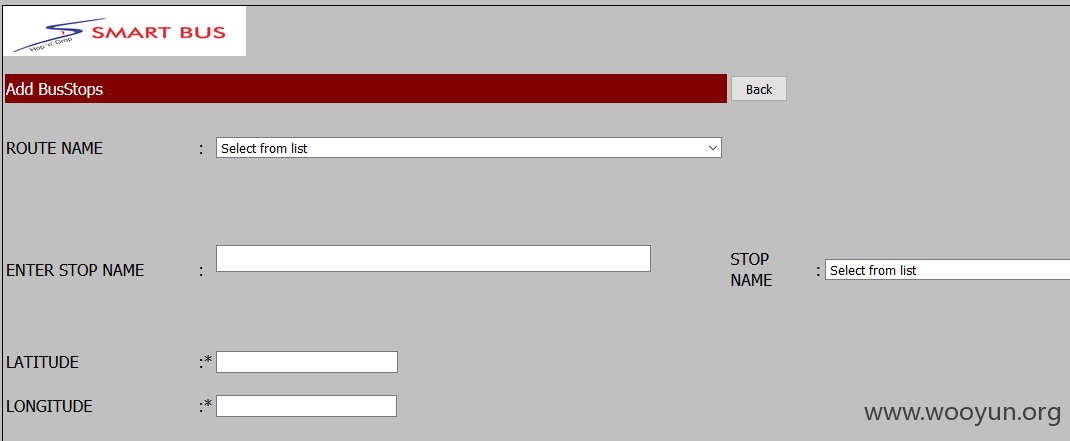 SMART BUS
Hop 'n' Drop
Add BusStops
Back
ROUTE NAME : Select from list
ENTER STOP NAME :
STOP NAME : Select from list
LATITUDE :*
LONGITUDE :*
www.wooyun.org